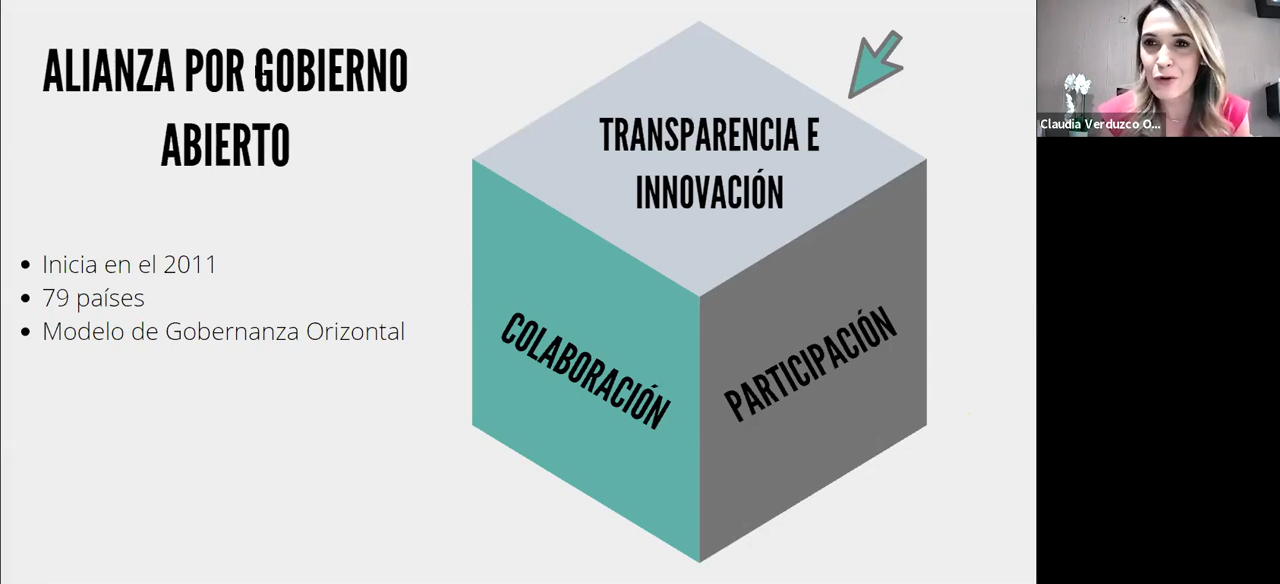 ALIANZA POR GOBIERNO
ABIERTO
Inicia en el 2011
79 países
Modelo de Gobernanza Orizontal
TRANSPARENCIA E
INNOVACIÓN
COLABORACIÓN
PARTICIPACIÓN
Claudia Verduzco O...